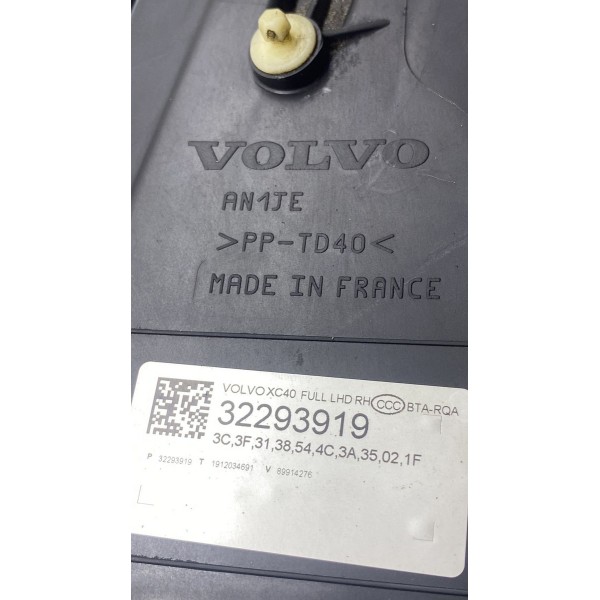 VOLVO
AN1JE
>PP-TD40<
MADE IN FRANCE
VOLVO XC40 FULL LHD RH CCC BTA-RQA
32293919
3C,3F,31,38,54,4C,3A,35,02,1F
P 32293919 T 1912034691 V 89914276